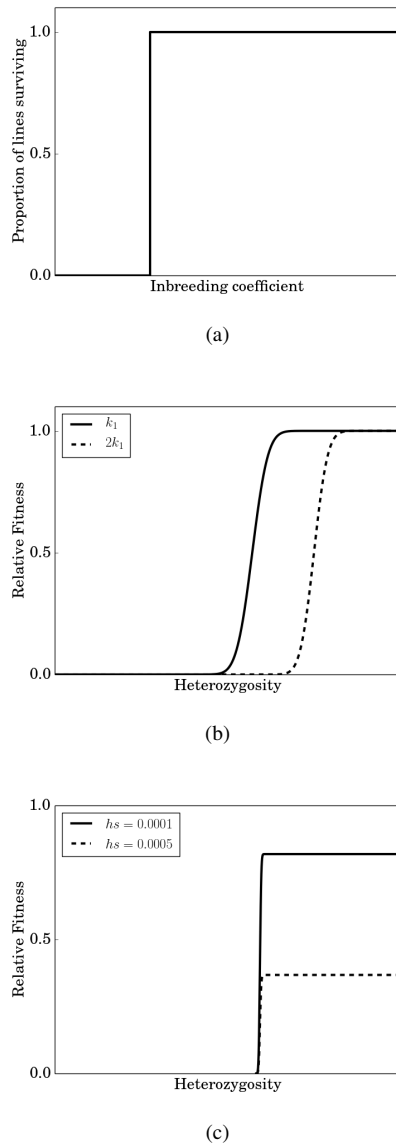 1.0
0.5
0.0
Proportion of lines surviving
Inbreeding coefficient
(a)
k₁
2k₁
1.0
0.5
0.0
Relative Fitness
Heterozygosity
(b)
hs = 0.0001
hs = 0.0005
1.0
0.5
0.0
Relative Fitness
Heterozygosity
(c)